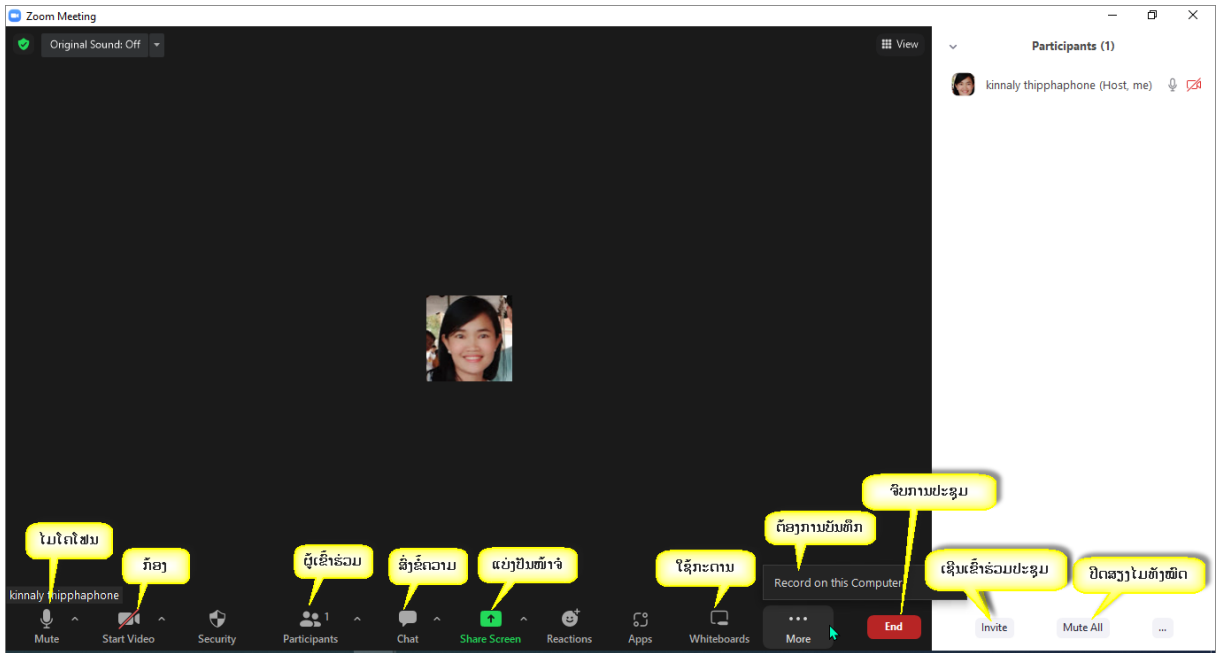 Zoom Meeting
Original Sound: Off
View
Participants (1)
kinnaly thipphaphone (Host, me)
ຈົບການປະຊຸມ
ຕ້ອງການບັນທຶກ
ໄມໂຄໂຟນ
ກ້ອງ
ຜູ້ເຂົ້າຮ່ວມ
ສົ່ງຂໍ້ຄວາມ
ແບ່ງປັນໜ້າຈໍ
ໃຊ້ກະດານ
ເຊີນເຂົ້າຮ່ວມປະຊຸມ
ປິດສຽງໄມທັງໝົດ
Record on this Computer
kinnaly thipphaphone
1
Mute
Start Video
Security
Participants
Chat
Share Screen
Reactions
Apps
Whiteboards
More
End
Invite
Mute All
...